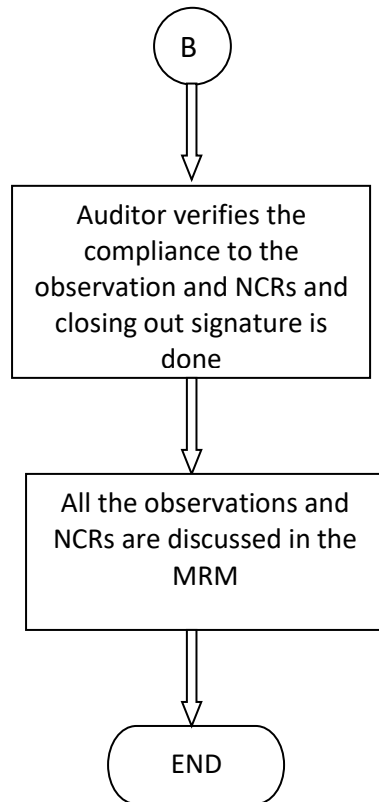 B
Auditor verifies the
compliance to the
observation and NCRs and
closing out signature is
done
All the observations and
NCRs are discussed in the
MRM
END